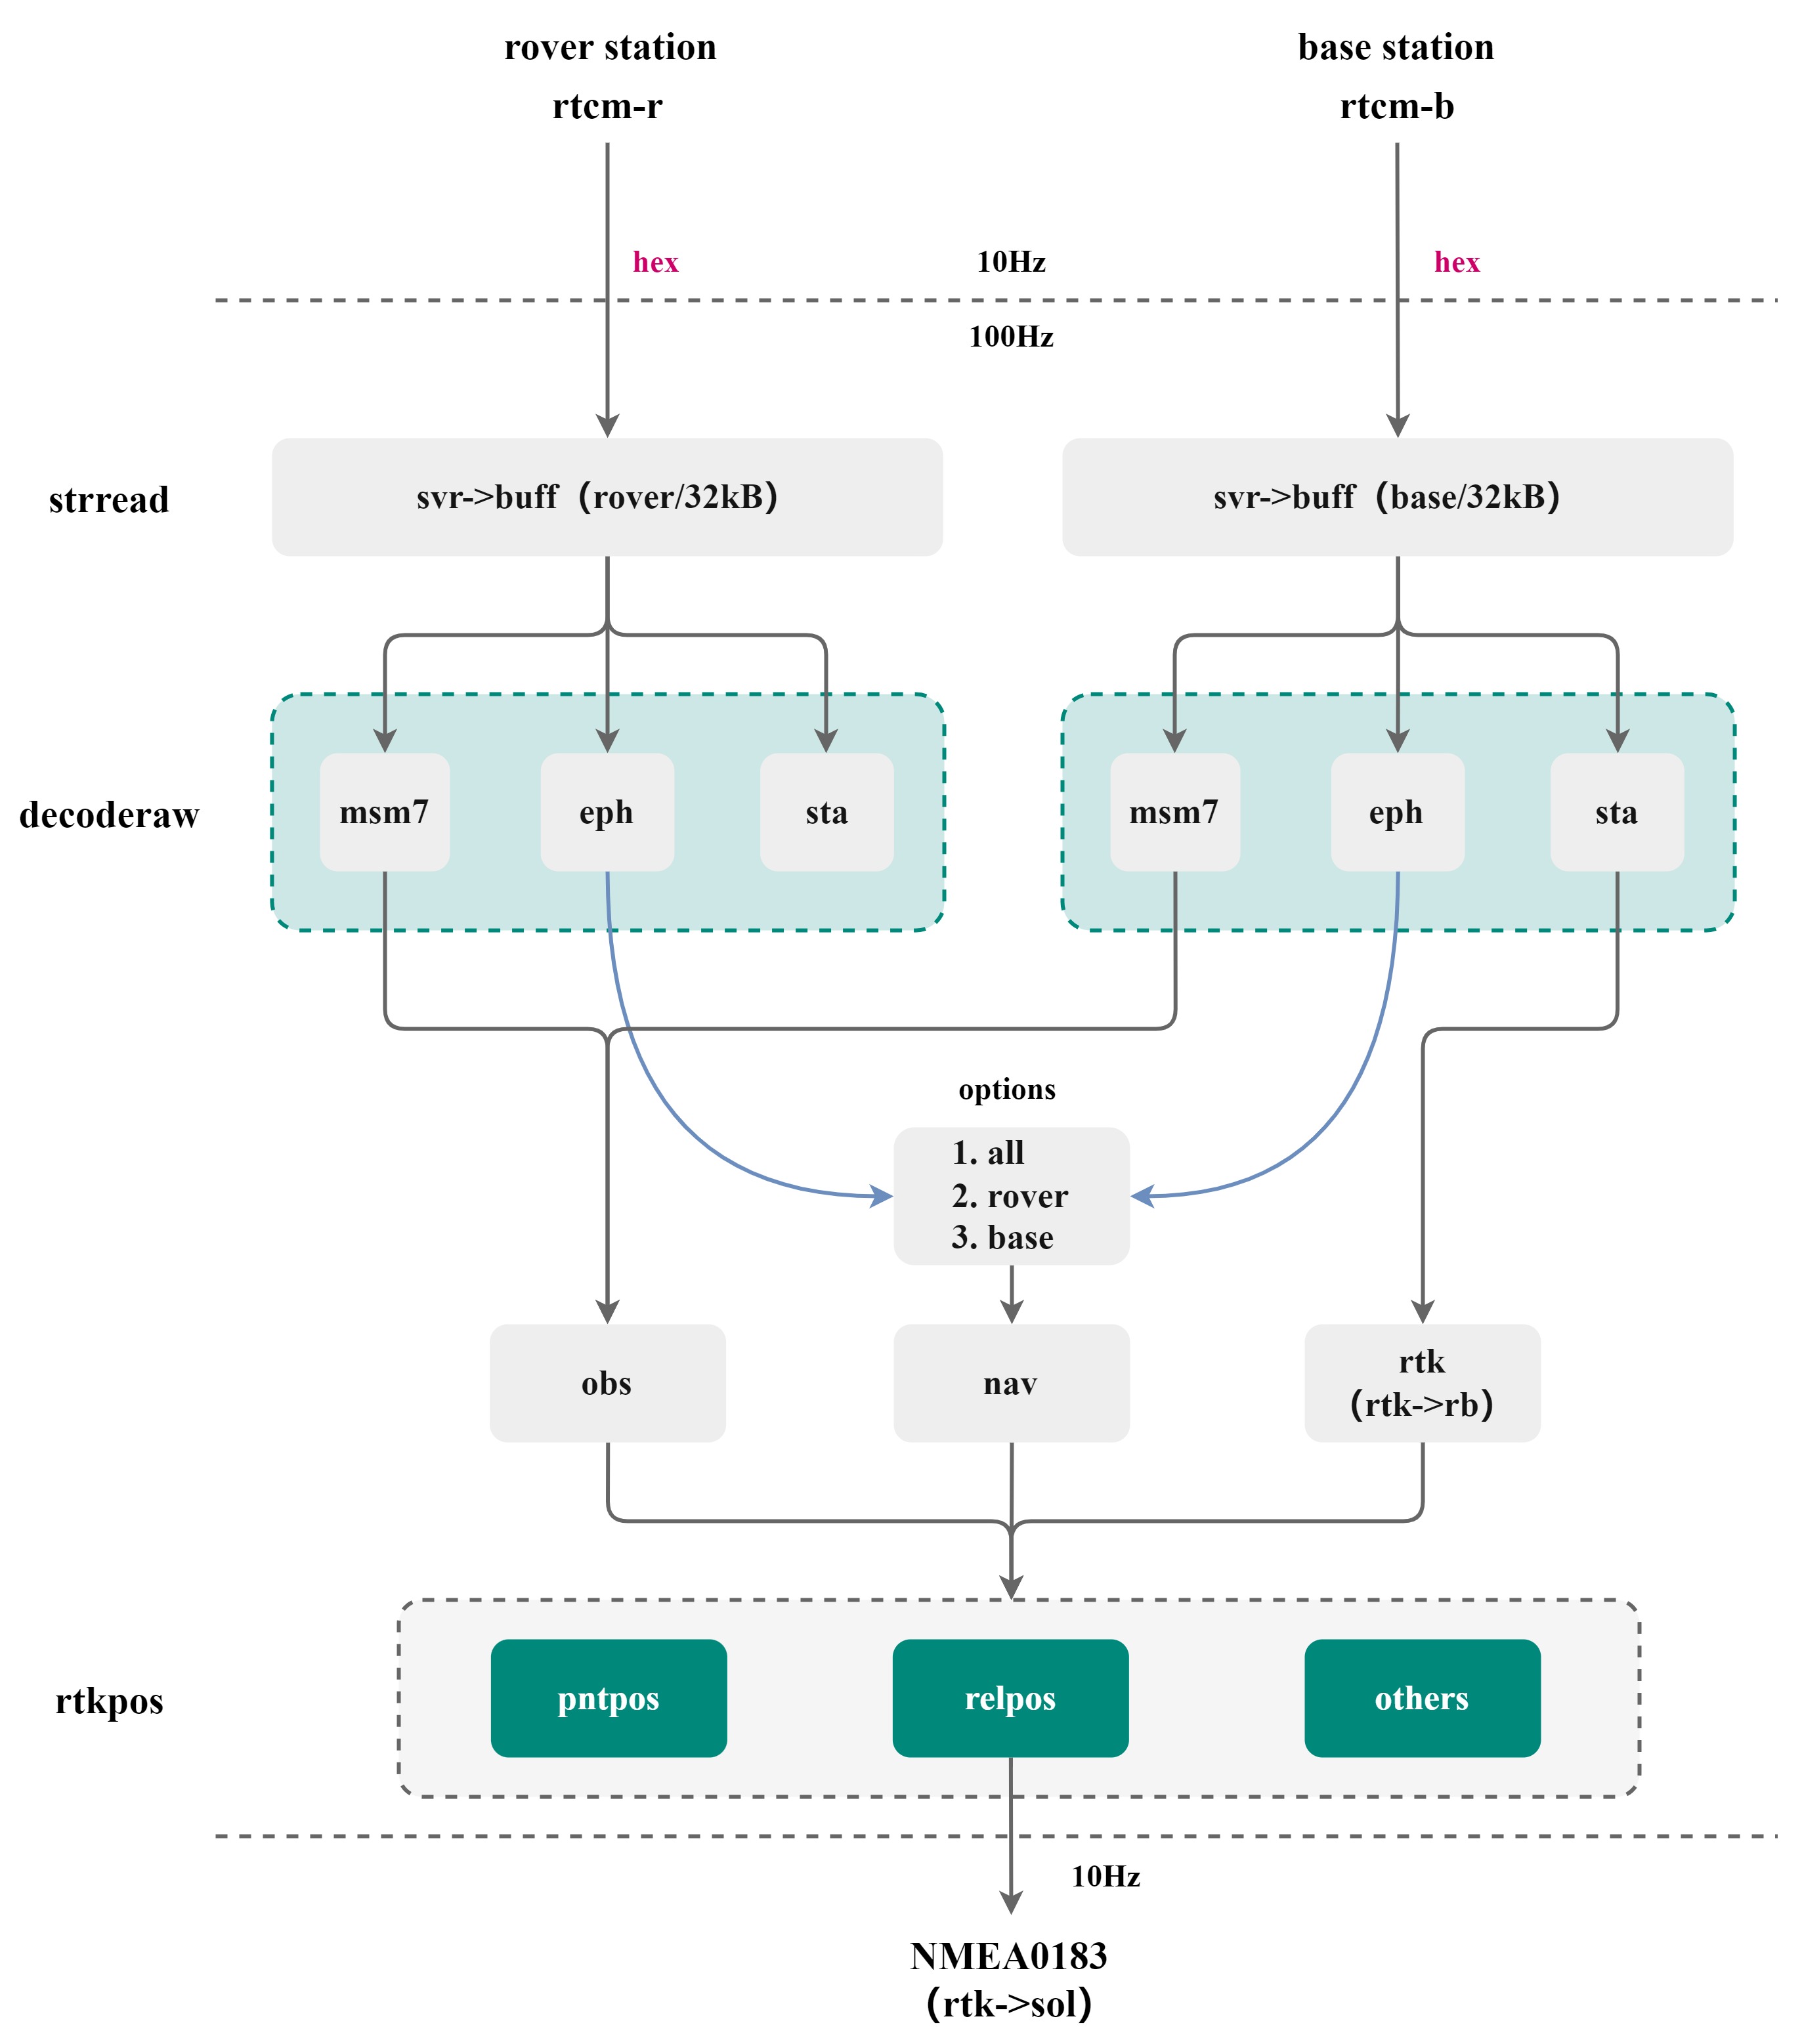 rover station
rtcm-r
base station
rtcm-b
hex
10Hz
hex
100Hz
strread
svr->buff（rover/32kB）
svr->buff（base/32kB）
decoderaw
msm7
eph
sta
msm7
eph
sta
options
1. all
2. rover
3. base
obs
nav
rtk
（rtk->rb）
rtkpos
pntpos
relpos
others
10Hz
NMEA0183
（rtk->sol）